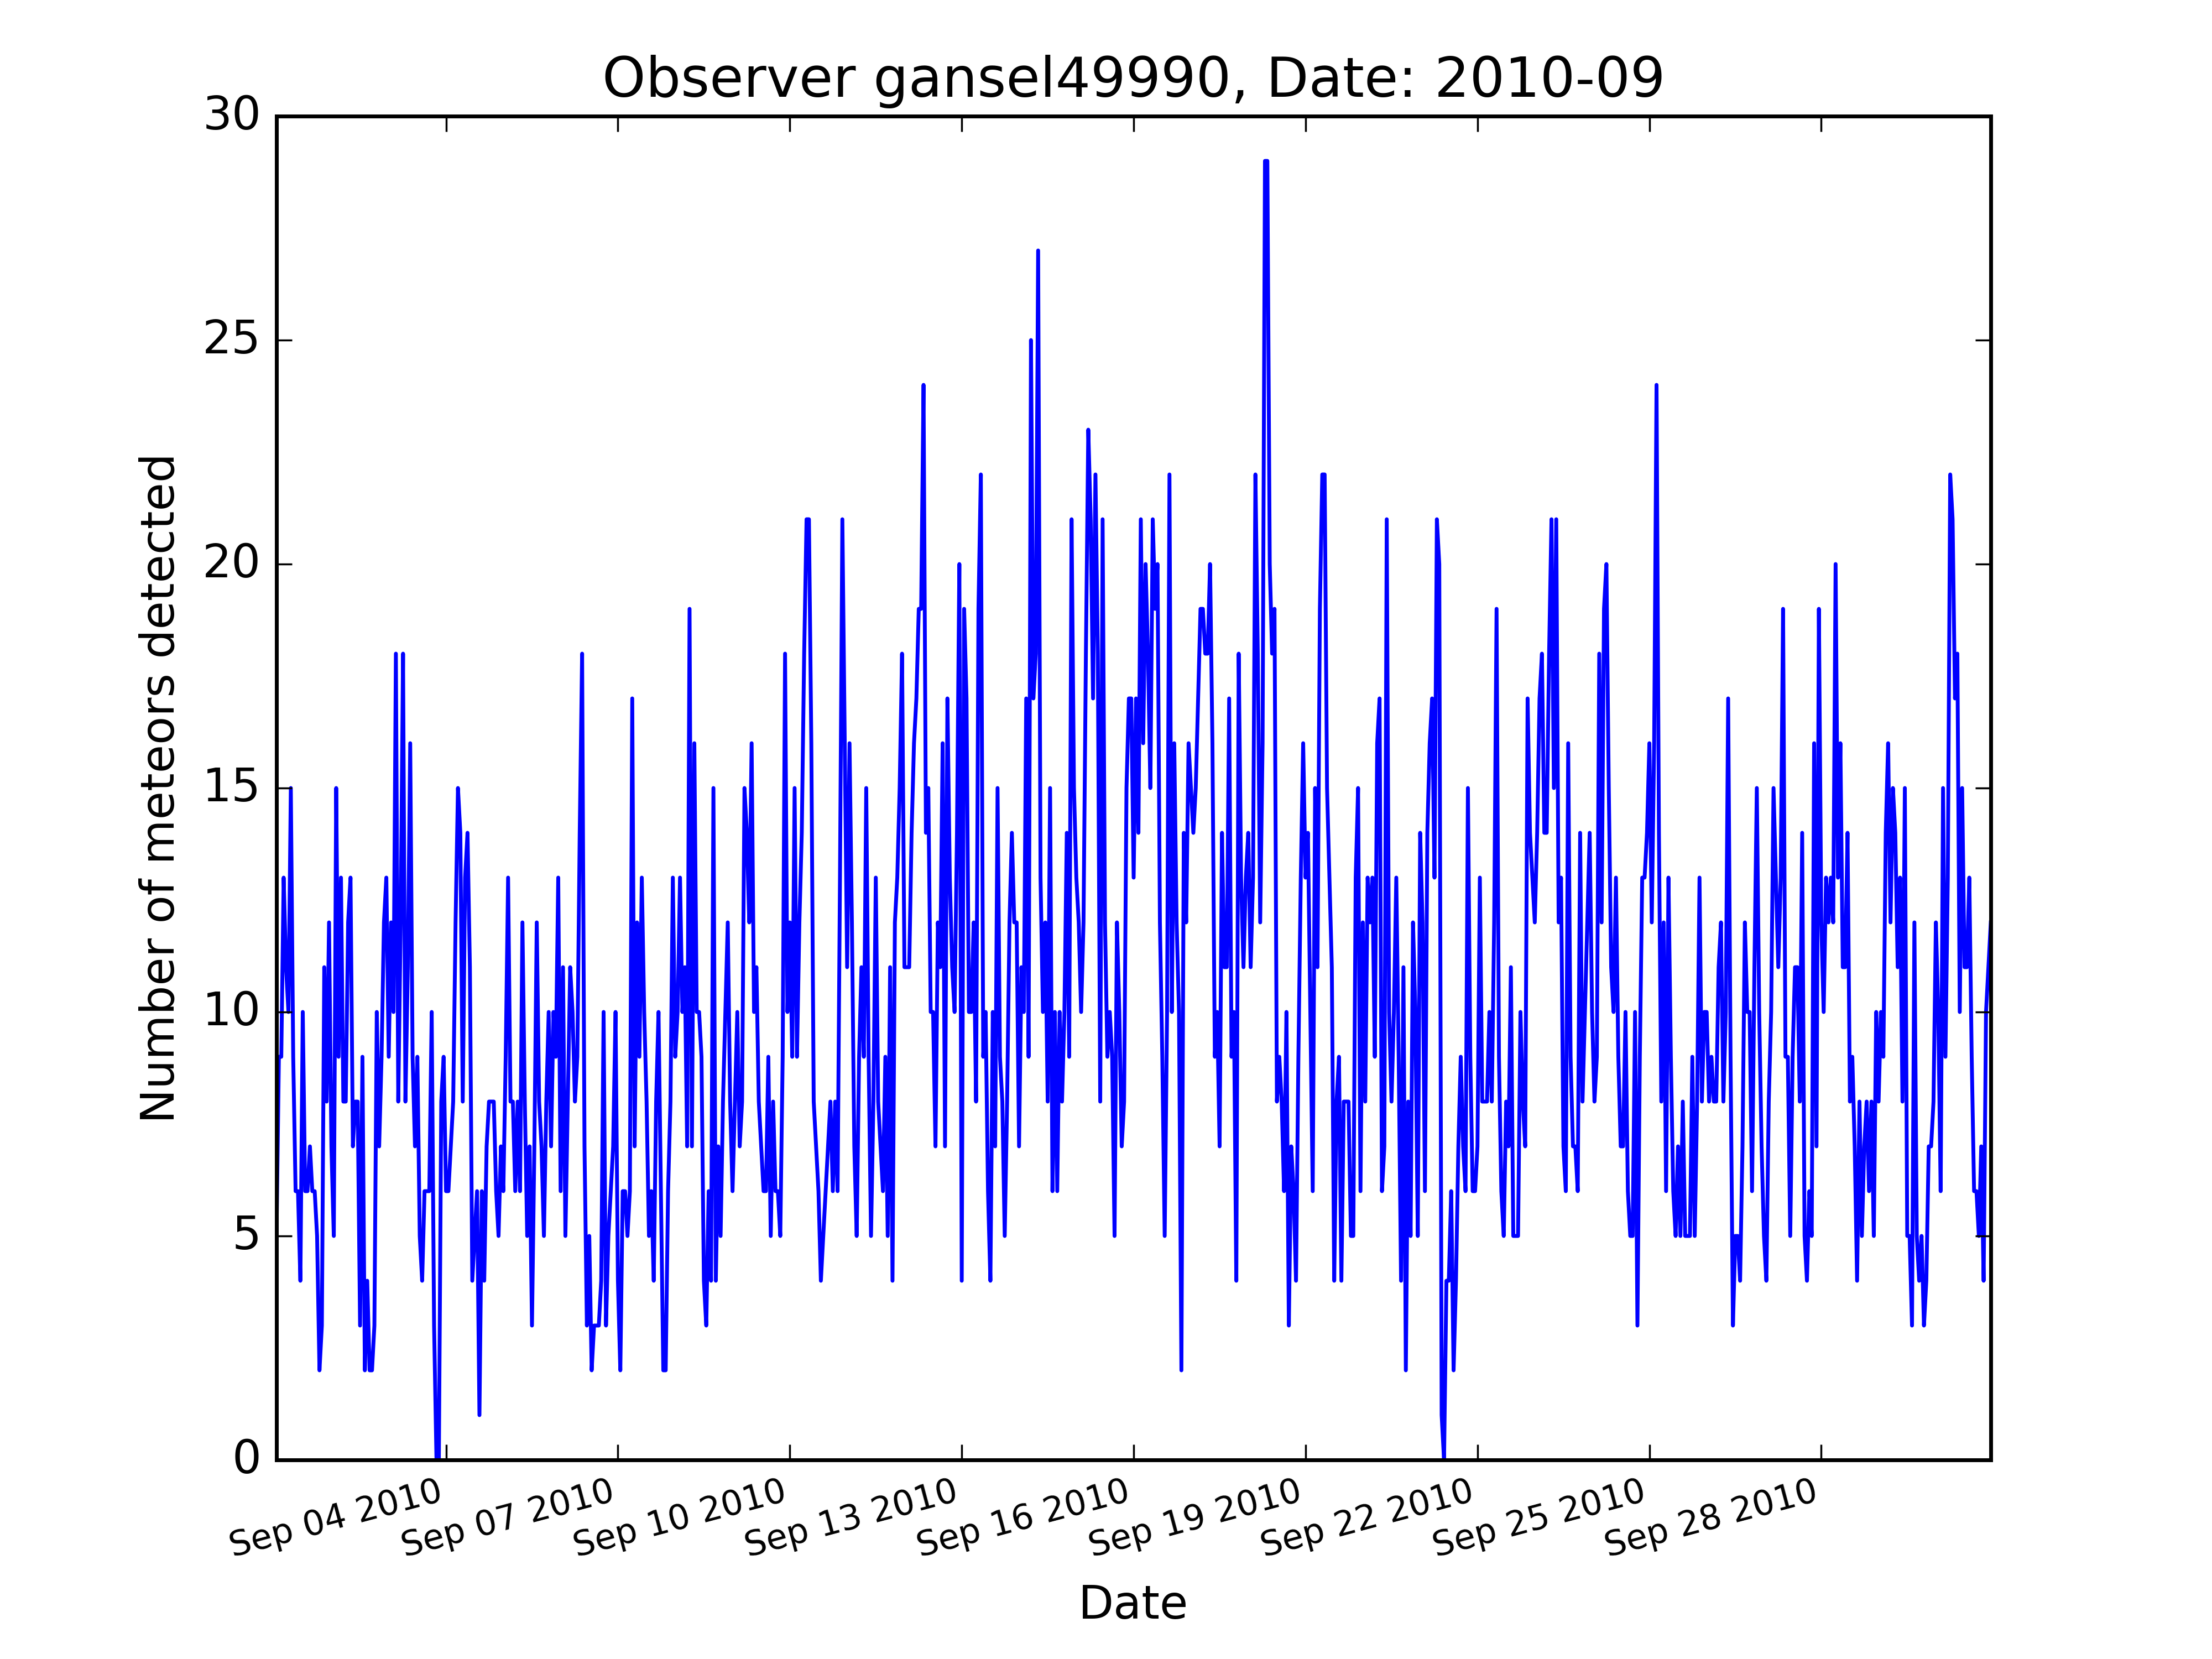 Observer gansel49990, Date: 2010-09
30
25
20
15
10
5
0
Number of meteors detected
Sep 04 2010
Sep 07 2010
Sep 10 2010
Sep 13 2010
Sep 16 2010
Sep 19 2010
Sep 22 2010
Sep 25 2010
Sep 28 2010
Date